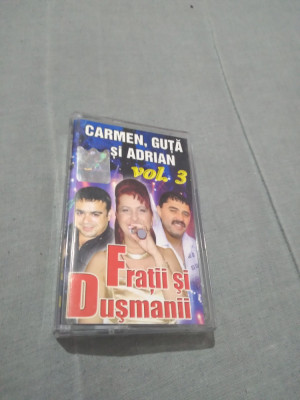 CARMEN, GUȚĂ
ȘI ADRIAN
vol. 3
Frații și
Dușmanii